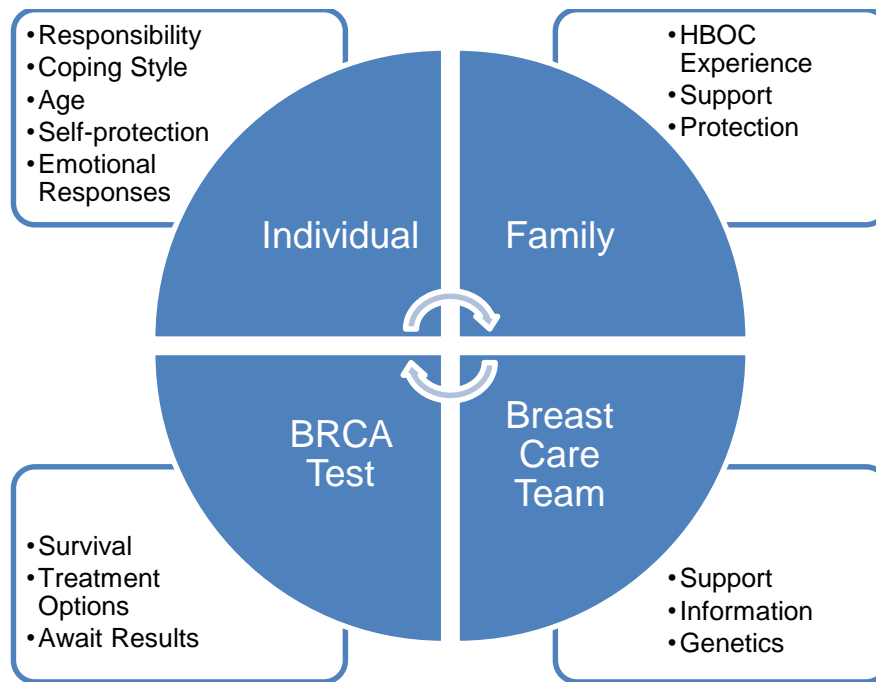 •Responsibility
•Coping Style
•Age
•Self-protection
•Emotional
Responses
•HBOC
Experience
•Support
•Protection
Individual
Family
BRCA
Test
Breast
Care
Team
•Survival
•Treatment
Options
•Await Results
•Support
•Information
•Genetics